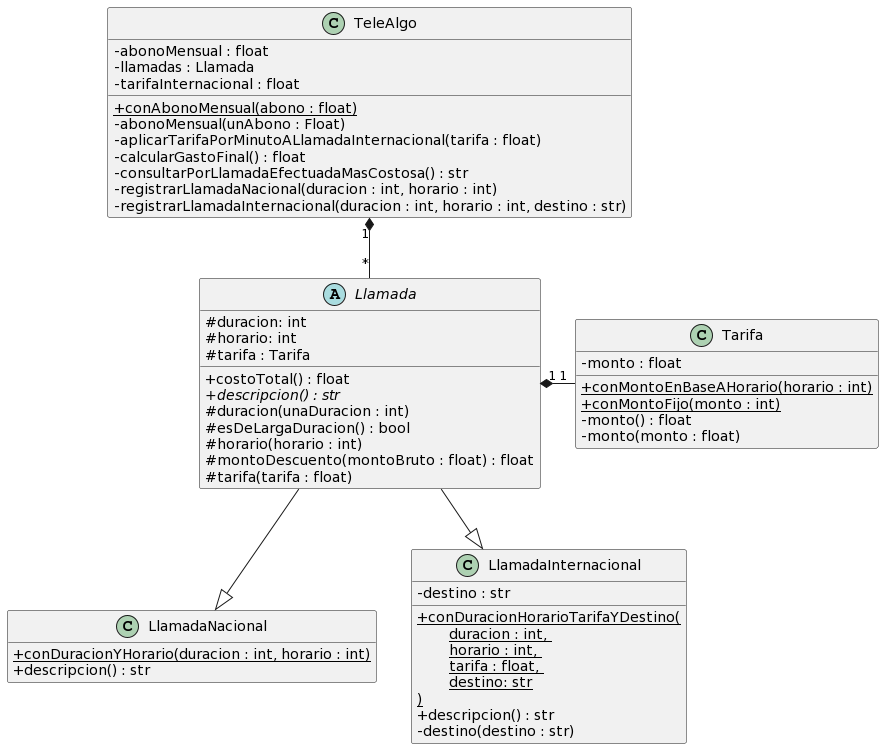 C TeleAlgo
-abonoMensual : float
-llamadas : Llamada
-tarifaInternacional : float
+conAbonoMensual(abono : float)
-abonoMensual(unAbono : Float)
-aplicarTarifaPorMinutoALlamadaInternacional(tarifa : float)
-calcularGastoFinal() : float
-consultarPorLlamadaEfectuadaMasCostosa() : str
-registrarLlamadaNacional(duracion : int, horario : int)
-registrarLlamadaInternacional(duracion : int, horario : int, destino : str)
1
*
A Llamada
#duracion: int
#horario: int
#tarifa : Tarifa
+costoTotal() : float
+descripcion() : str
#duracion(unaDuracion : int)
#esDeLargaDuracion() : bool
#horario(horario : int)
#montoDescuento(montoBruto : float) : float
#tarifa(tarifa : float)
1 1
C Tarifa
-monto : float
+conMontoEnBaseAHorario(horario : int)
+conMontoFijo(monto : int)
-monto() : float
-monto(monto : float)
C LlamadaNacional
+conDuracionYHorario(duracion : int, horario : int)
+descripcion() : str
C LlamadaInternacional
-destino : str
+conDuracionHorarioTarifaYDestino(
duracion : int,
horario : int,
tarifa : float,
destino: str
)
+descripcion() : str
-destino(destino : str)